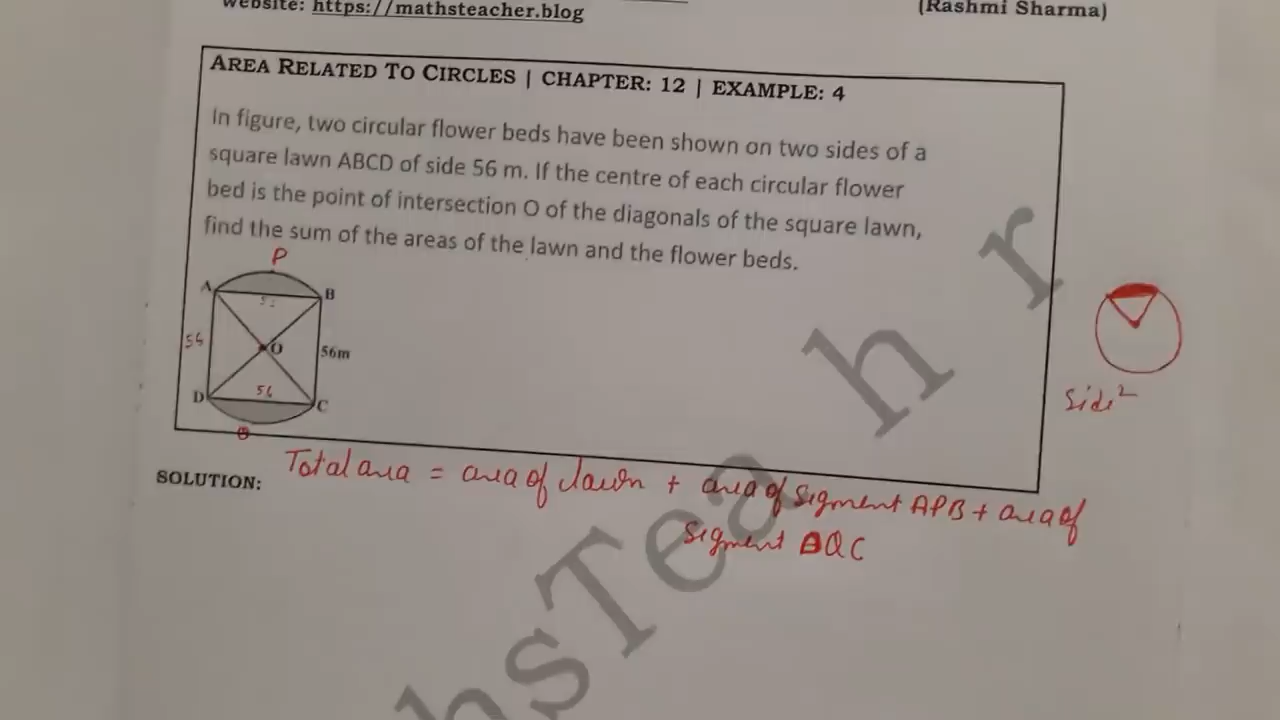 Website: https://mathsteacher.blog
(Rashmi Sharma)
AREA RELATED TO CIRCLES | CHAPTER: 12 | EXAMPLE: 4
In figure, two circular flower beds have been shown on two sides of a
square lawn ABCD of side 56 m. If the centre of each circular flower
bed is the point of intersection O of the diagonals of the square lawn,
find the sum of the areas of the lawn and the flower beds.
P
A
B
56
O
56m
D
56
C
Q
Side²
SOLUTION:
Total area = area of lawn + area of segment APB + area of
segment DQC
hsTea h r